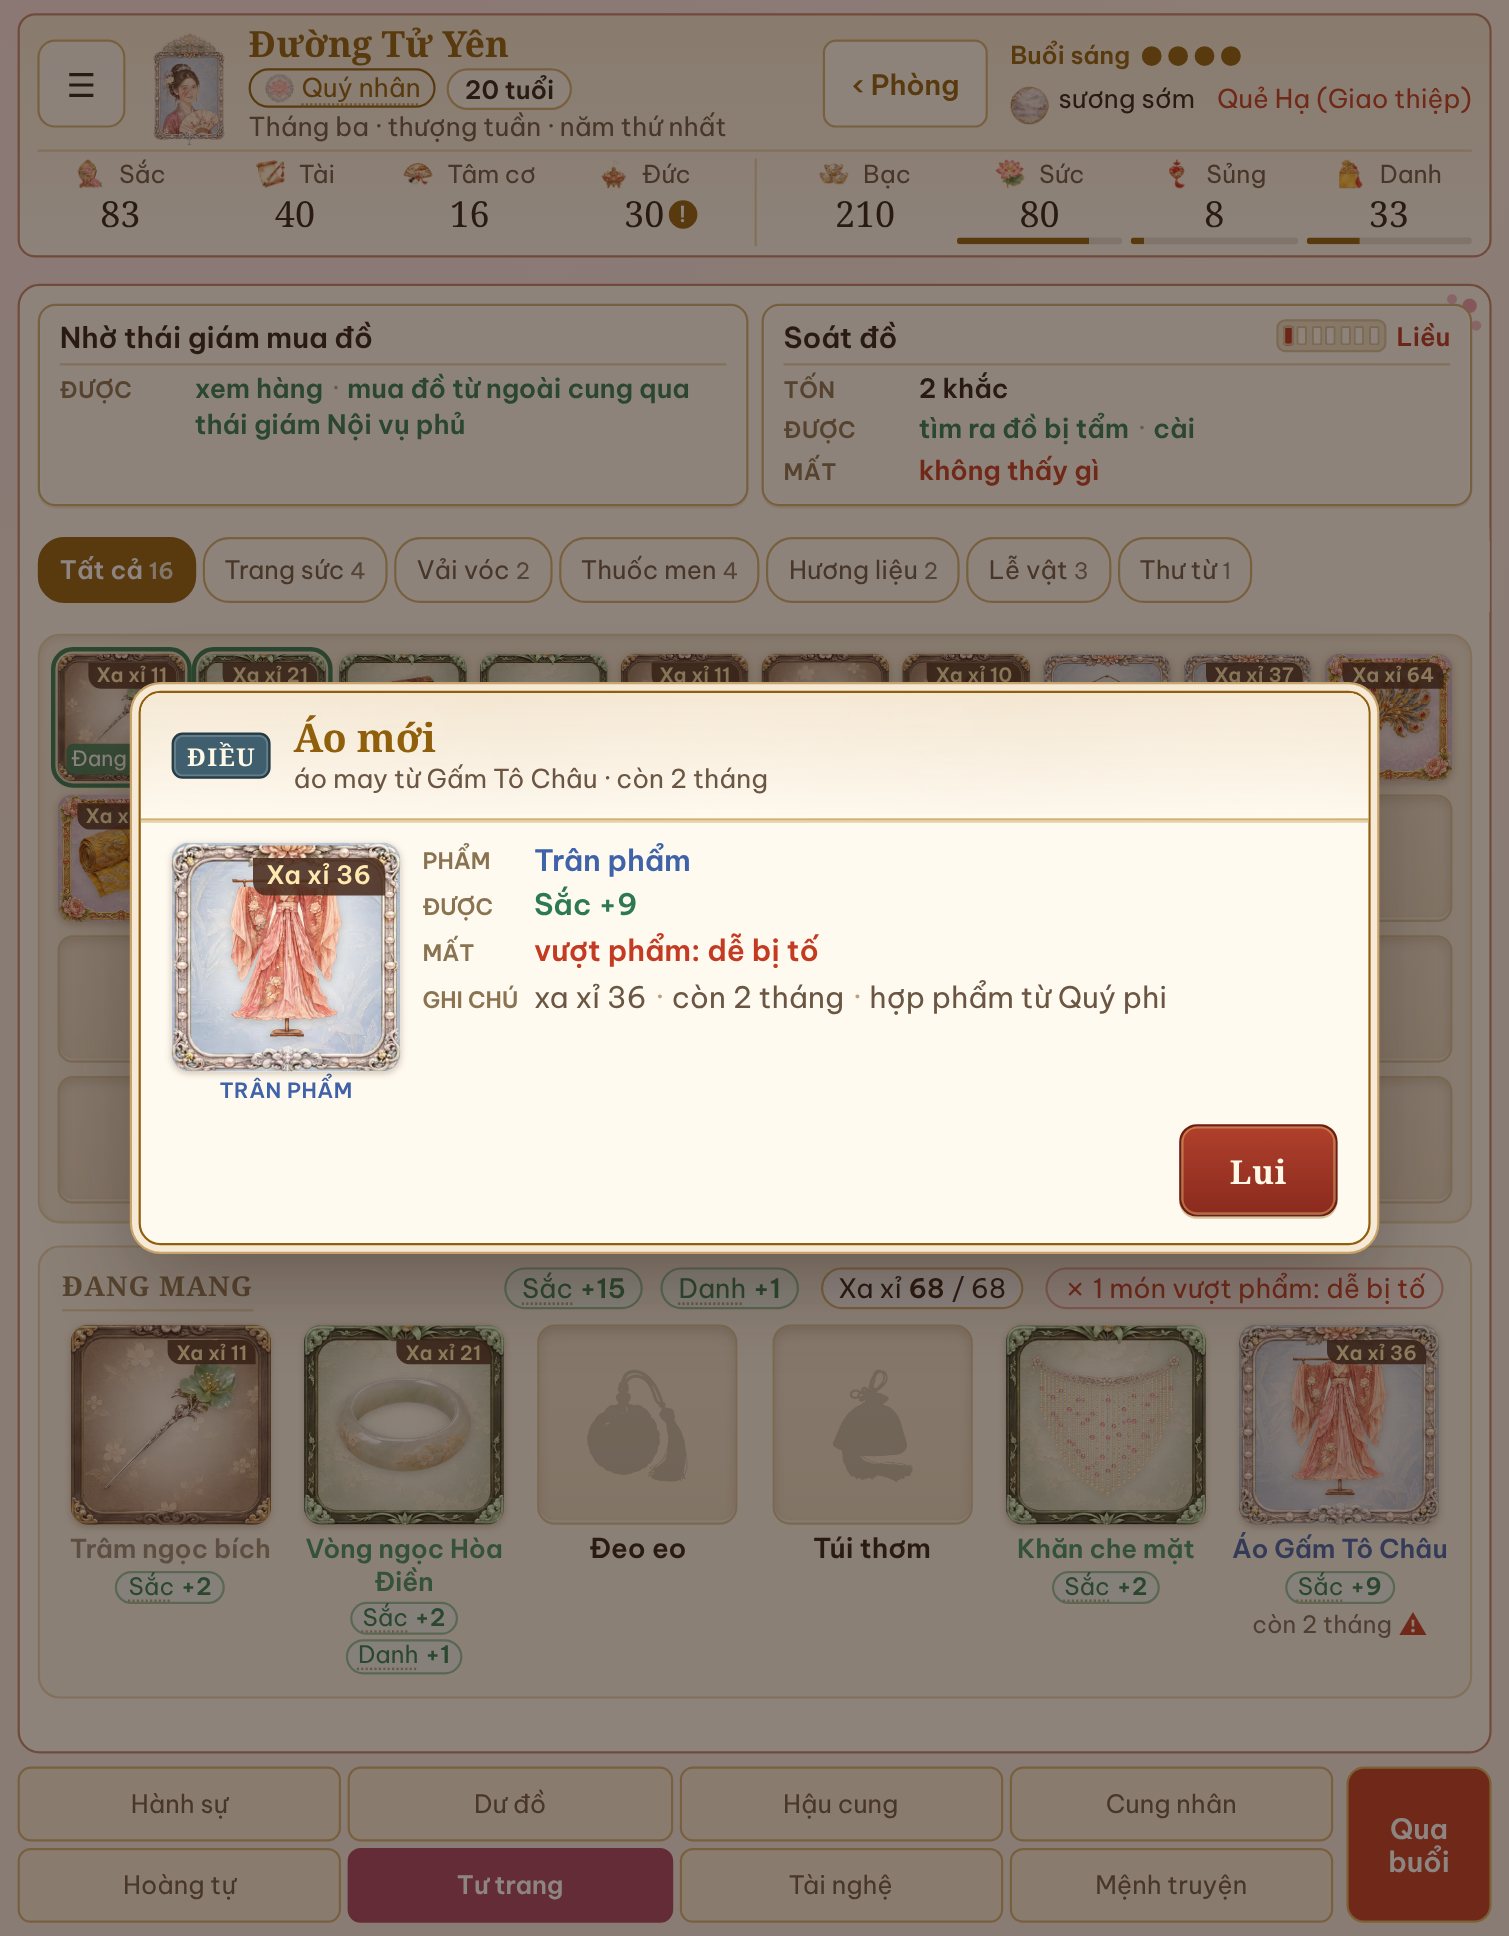 ☰
Đường Tử Yên
Quý nhân
20 tuổi
Tháng ba · thượng tuần · năm thứ nhất
‹ Phòng
Buổi sáng
sương sớm Quẻ Hạ (Giao thiệp)
Sắc Tài Tâm cơ Đức Bạc Sức Sủng Danh
83 40 16 30 ! 210 80 8 33
Nhờ thái giám mua đồ
ĐƯỢC xem hàng · mua đồ từ ngoài cung qua
thái giám Nội vụ phủ
Soát đồ Liều
TỐN 2 khắc
ĐƯỢC tìm ra đồ bị tẩm · cài
MẤT không thấy gì
Tất cả 16 Trang sức 4 Vải vóc 2 Thuốc men 4 Hương liệu 2 Lễ vật 3 Thư từ 1
Xa xỉ 11 Xa xỉ 21 Xa xỉ 11 Xa xỉ 10 Xa xỉ 37 Xa xỉ 64
Đang
Xa x
ĐIỀU
Áo mới
áo may từ Gấm Tô Châu · còn 2 tháng
Xa xỉ 36
TRÂN PHẨM
PHẨM Trân phẩm
ĐƯỢC Sắc +9
MẤT vượt phẩm: dễ bị tố
GHI CHÚ xa xỉ 36 · còn 2 tháng · hợp phẩm từ Quý phi
Lui
ĐANG MANG Sắc +15 Danh +1 Xa xỉ 68 / 68 × 1 món vượt phẩm: dễ bị tố
Xa xỉ 11 Xa xỉ 21 Xa xỉ 36
Trâm ngọc bích
Sắc +2
Vòng ngọc Hòa
Điền
Sắc +2
Danh +1
Đeo eo
Túi thơm
Khăn che mặt
Sắc +2
Áo Gấm Tô Châu
Sắc +9
còn 2 tháng
Hành sự Dư đồ Hậu cung Cung nhân
Hoàng tự Tư trang Tài nghệ Mệnh truyện
Qua
buổi